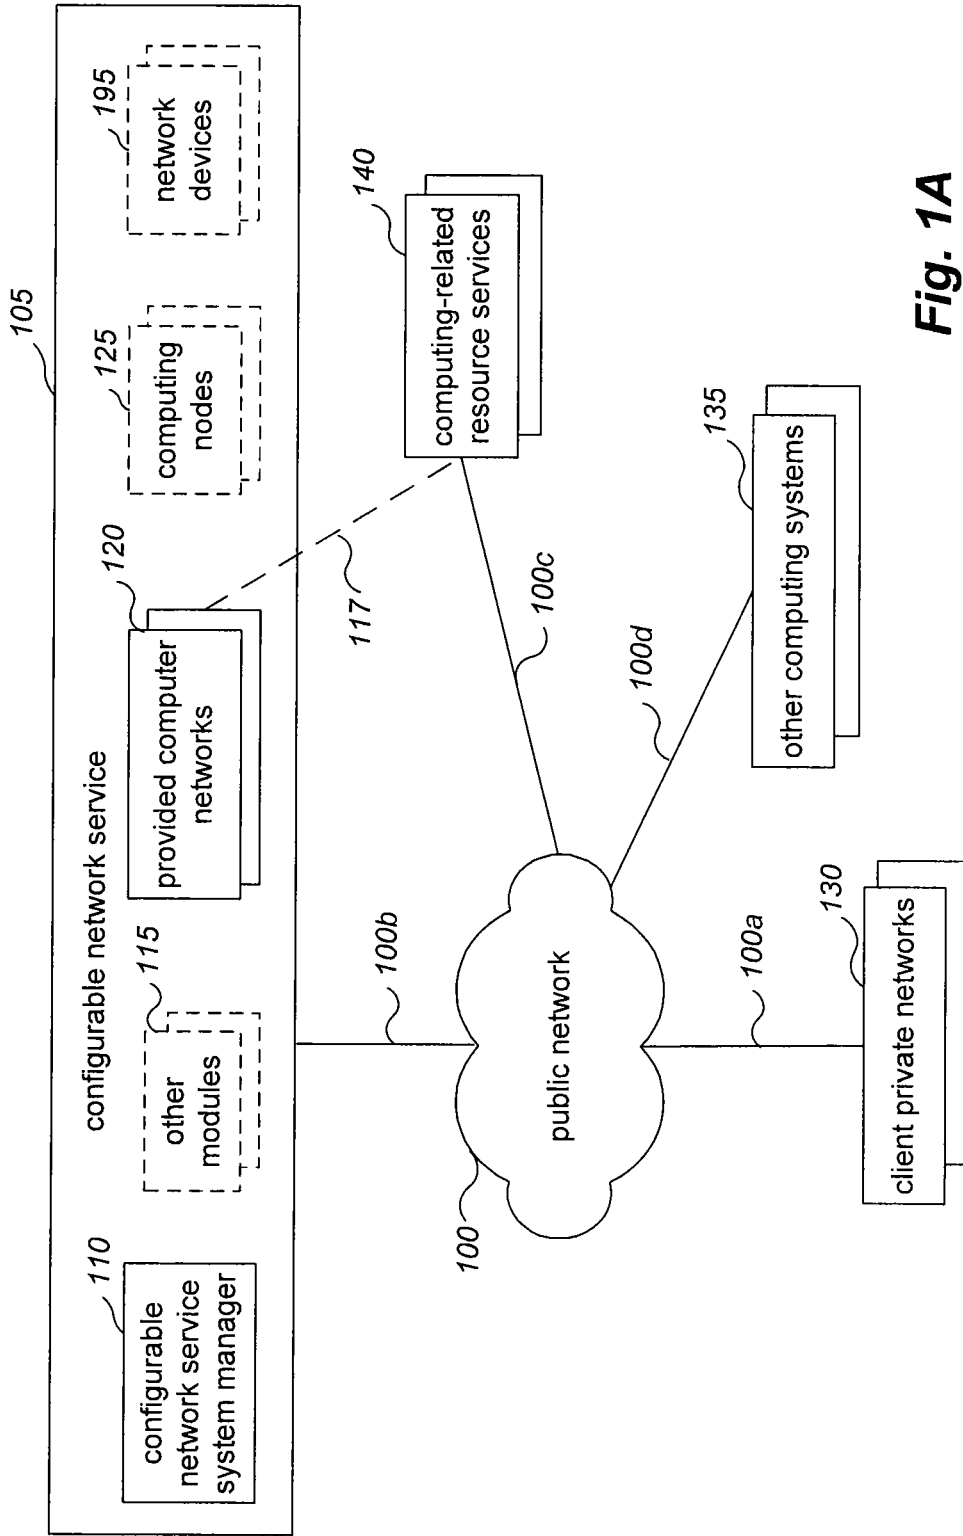 105
configurable network service
110
configurable
network service
system manager
115
other
modules
120
provided computer
networks
125
computing
nodes
195
network
devices
117
140
computing-related
resource services
100b
100c
100
public network
100d
135
other computing systems
100a
130
client private networks
Fig. 1A